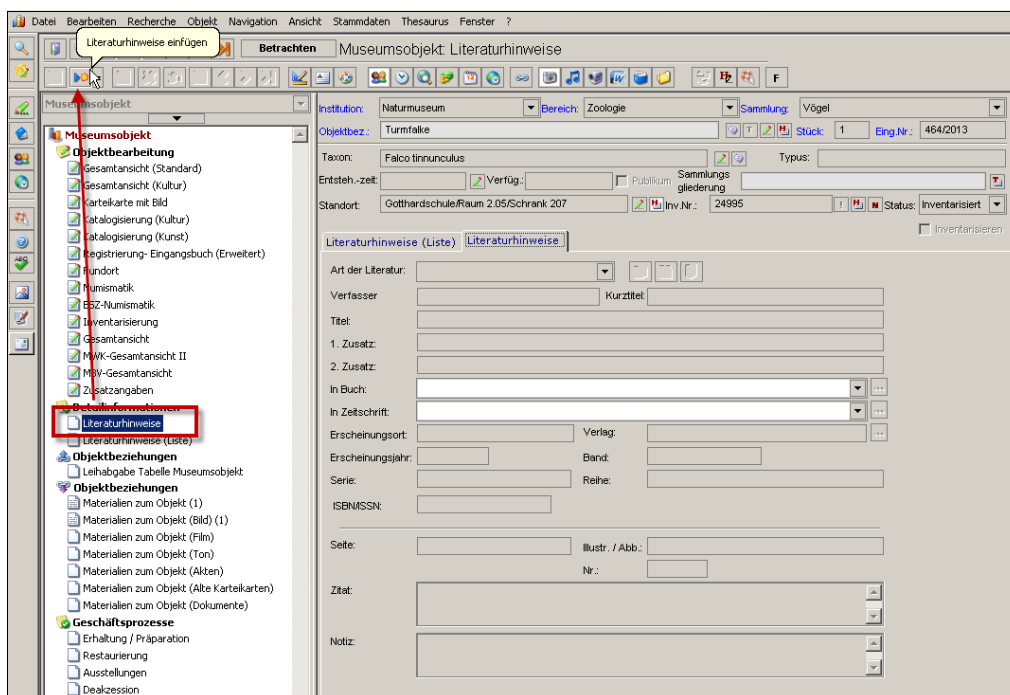 Datei Bearbeiten Recherche Objekt Navigation Ansicht Stammdaten Thesaurus Fenster ?
Literaturhinweise einfügen
Betrachten Museumsobjekt: Literaturhinweise
F
Museumsobjekt
Museumsobjekt
Objektbearbeitung
Gesamtansicht (Standard)
Gesamtansicht (Kultur)
Karteikarte mit Bild
Katalogisierung (Kultur)
Katalogisierung (Kunst)
Registrierung- Eingangsbuch (Erweitert)
Fundort
Numismatik
ESZ-Numismatik
Inventarisierung
Gesamtansicht
MWK-Gesamtansicht II
MBV-Gesamtansicht
Zusatzangaben
Detailinformationen
Literaturhinweise
Literaturhinweise (Liste)
Objektbeziehungen
Leihabgabe Tabelle Museumsobjekt
Objektbeziehungen
Materialien zum Objekt (1)
Materialien zum Objekt (Bild) (1)
Materialien zum Objekt (Film)
Materialien zum Objekt (Ton)
Materialien zum Objekt (Akten)
Materialien zum Objekt (Alte Karteikarten)
Materialien zum Objekt (Dokumente)
Geschäftsprozesse
Erhaltung / Präparation
Restaurierung
Ausstellungen
Deakzession
Institution: Naturmuseum Bereich: Zoologie Sammlung: Vögel
Objektbez.: Turmfalke T Stück: 1 Eing.Nr.: 464/2013
Taxon: Falco tinnunculus Typus:
Entsteh.-zeit: Verfüg.: Publikum Sammlungs
gliederung
Standort: Gotthardschule/Raum 2.05/Schrank 207 Inv.Nr.: 24995 Status: Inventarisiert
Inventarisieren
Literaturhinweise (Liste) Literaturhinweise
Art der Literatur:
Verfasser Kurztitel:
Titel:
1. Zusatz:
2. Zusatz:
In Buch:
In Zeitschrift:
Erscheinungsort: Verlag:
Erscheinungsjahr: Band:
Serie: Reihe:
ISBN/ISSN:
Seite: Illustr. / Abb.:
Nr.:
Zitat:
Notiz: